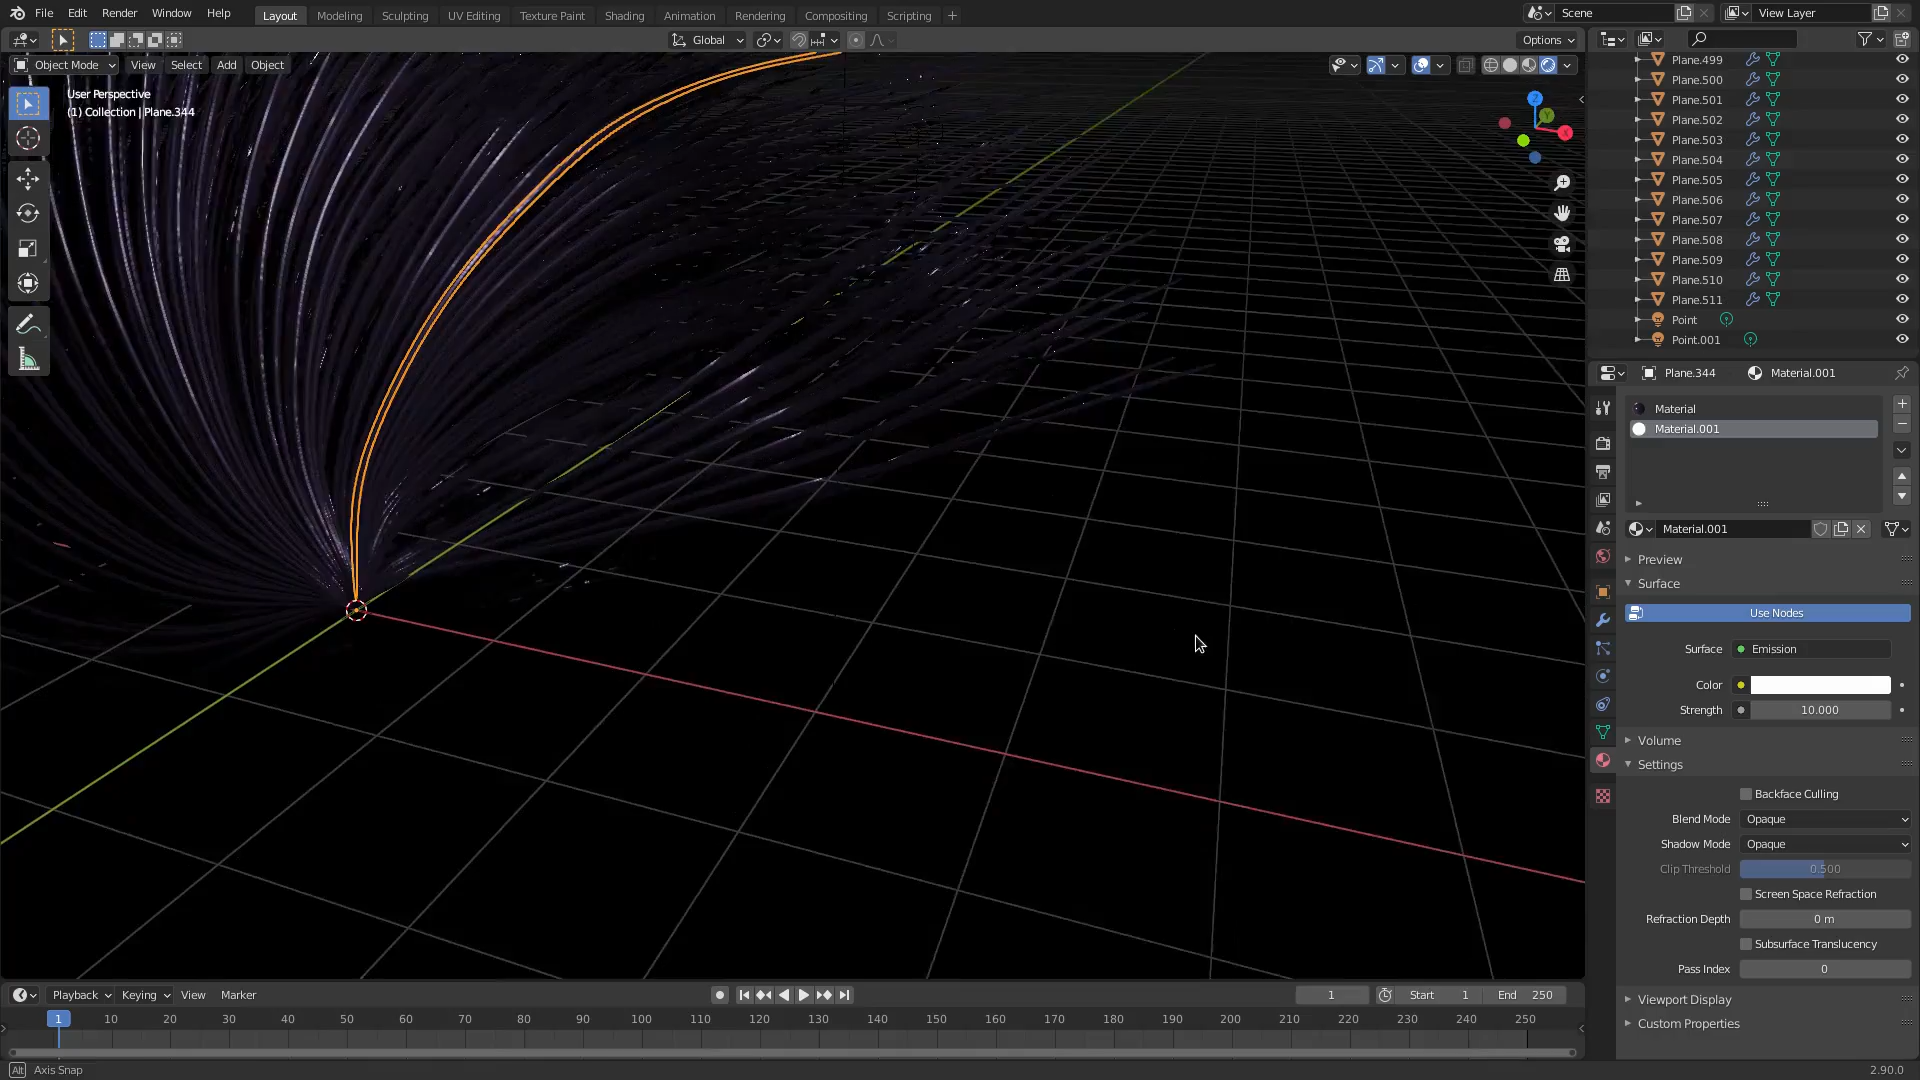 File Edit Render Window Help Layout Modeling Sculpting UV Editing Texture Paint Shading Animation Rendering Compositing Scripting + Scene View Layer
Global Options
Object Mode View Select Add Object
User Perspective
(1) Collection | Plane.344
Z
Y
X
Plane.499
Plane.500
Plane.501
Plane.502
Plane.503
Plane.504
Plane.505
Plane.506
Plane.507
Plane.508
Plane.509
Plane.510
Plane.511
Point
Point.001
Plane.344 Material.001
Material
Material.001
Material.001
Preview
Surface
Use Nodes
Surface Emission
Color
Strength 10.000
Volume
Settings
Backface Culling
Blend Mode Opaque
Shadow Mode Opaque
Clip Threshold 0.500
Screen Space Refraction
Refraction Depth 0 m
Subsurface Translucency
Pass Index 0
Viewport Display
Custom Properties
Playback Keying View Marker 1 Start 1 End 250
1 10 20 30 40 50 60 70 80 90 100 110 120 130 140 150 160 170 180 190 200 210 220 230 240 250
Alt Axis Snap 2.90.0